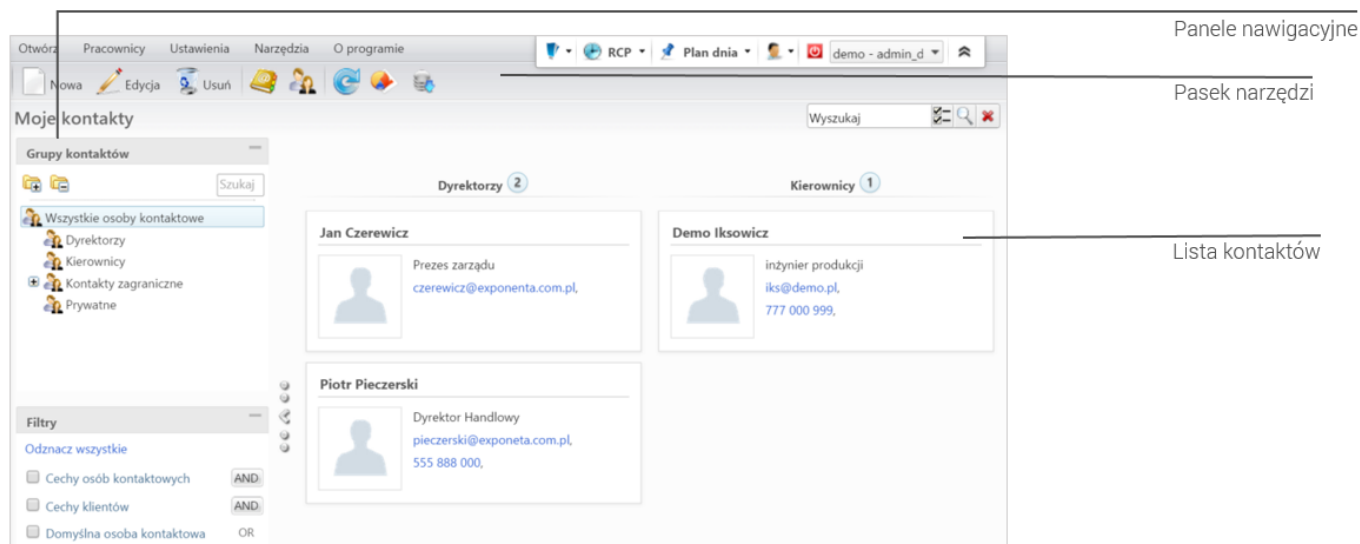 Panele nawigacyjne
Otwórz Pracownicy Ustawienia Narzędzia O programie RCP Plan dnia demo - admin_d
Nowa Edycja Usuń
Pasek narzędzi
Moje kontakty Wyszukaj
Grupy kontaktów
Szukaj
Dyrektorzy 2 Kierownicy 1
Wszystkie osoby kontaktowe
Dyrektorzy
Kierownicy
Kontakty zagraniczne
Prywatne
Jan Czerewicz
Prezes zarządu
czerewicz@exponenta.com.pl,
Demo Iksowicz
inżynier produkcji
iks@demo.pl,
777 000 999,
Lista kontaktów
Piotr Pieczerski
Dyrektor Handlowy
pieczerski@exponeta.com.pl,
555 888 000,
Filtry
Odznacz wszystkie
Cechy osób kontaktowych AND
Cechy klientów AND
Domyślna osoba kontaktowa OR